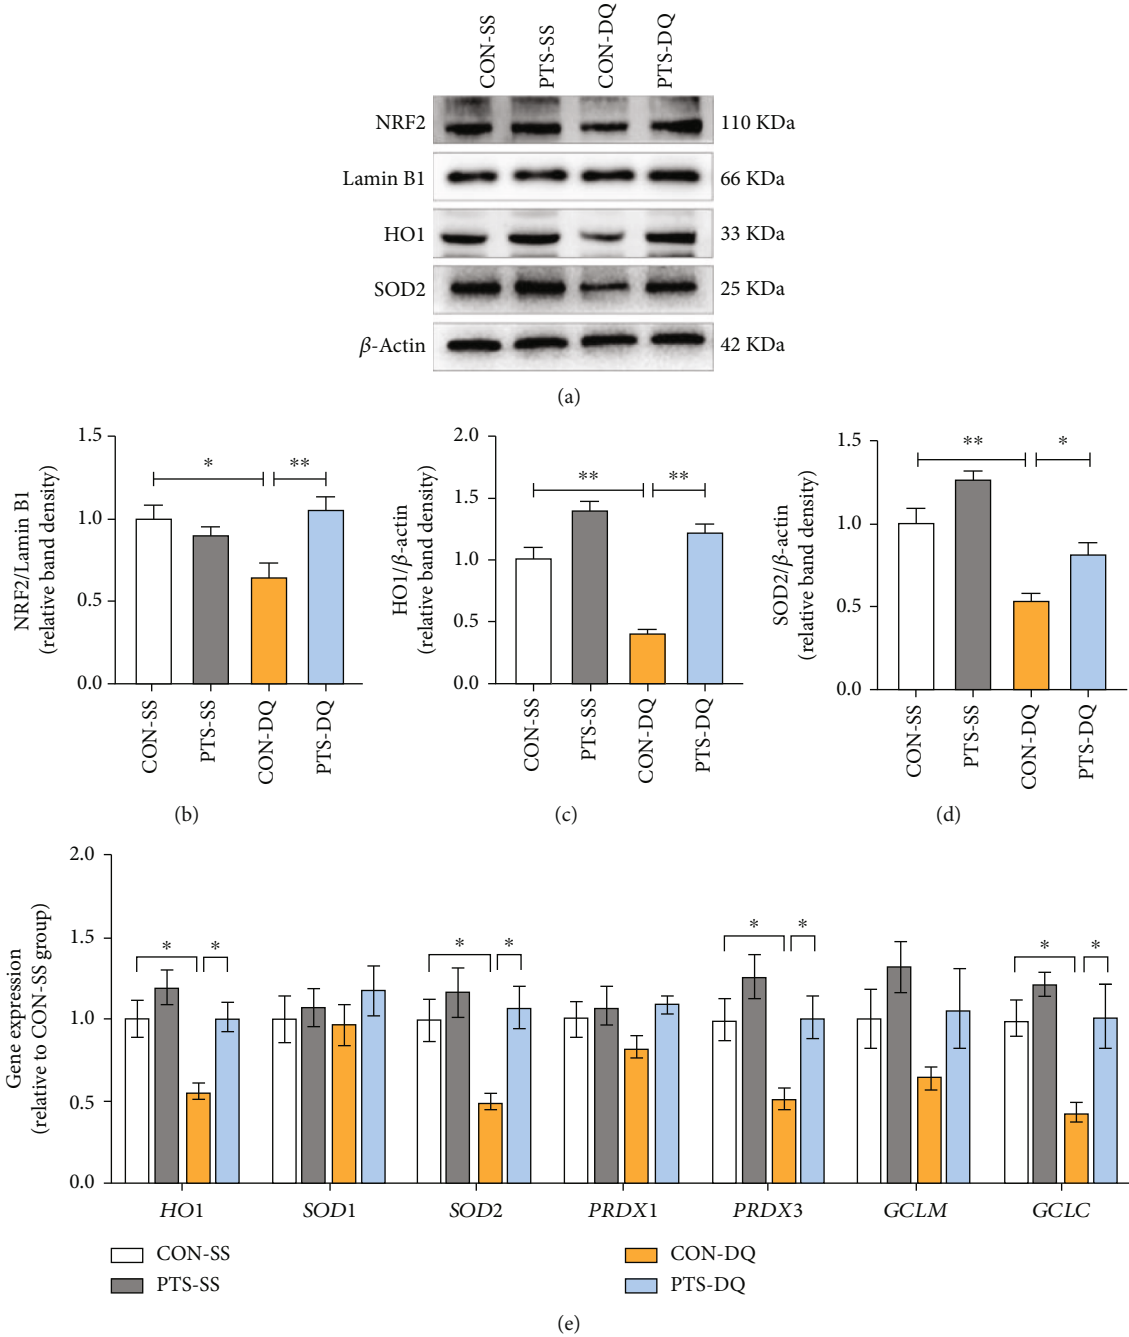 CON-SS PTS-SS CON-DQ PTS-DQ
NRF2 110 KDa
Lamin B1 66 KDa
HO1 33 KDa
SOD2 25 KDa
β-Actin 42 KDa
(a)
NRF2/Lamin B1
(relative band density)
1.5
1.0
0.5
0.0
* **
CON-SS PTS-SS CON-DQ PTS-DQ
(b)
HO1/β-actin
(relative band density)
2.0
1.5
1.0
0.5
0.0
** **
CON-SS PTS-SS CON-DQ PTS-DQ
(c)
SOD2/β-actin
(relative band density)
1.5
1.0
0.5
0.0
** *
CON-SS PTS-SS CON-DQ PTS-DQ
(d)
Gene expression
(relative to CON-SS group)
2.0
1.5
1.0
0.5
0.0
* * * * * * * *
HO1 SOD1 SOD2 PRDX1 PRDX3 GCLM GCLC
CON-SS CON-DQ
PTS-SS PTS-DQ
(e)